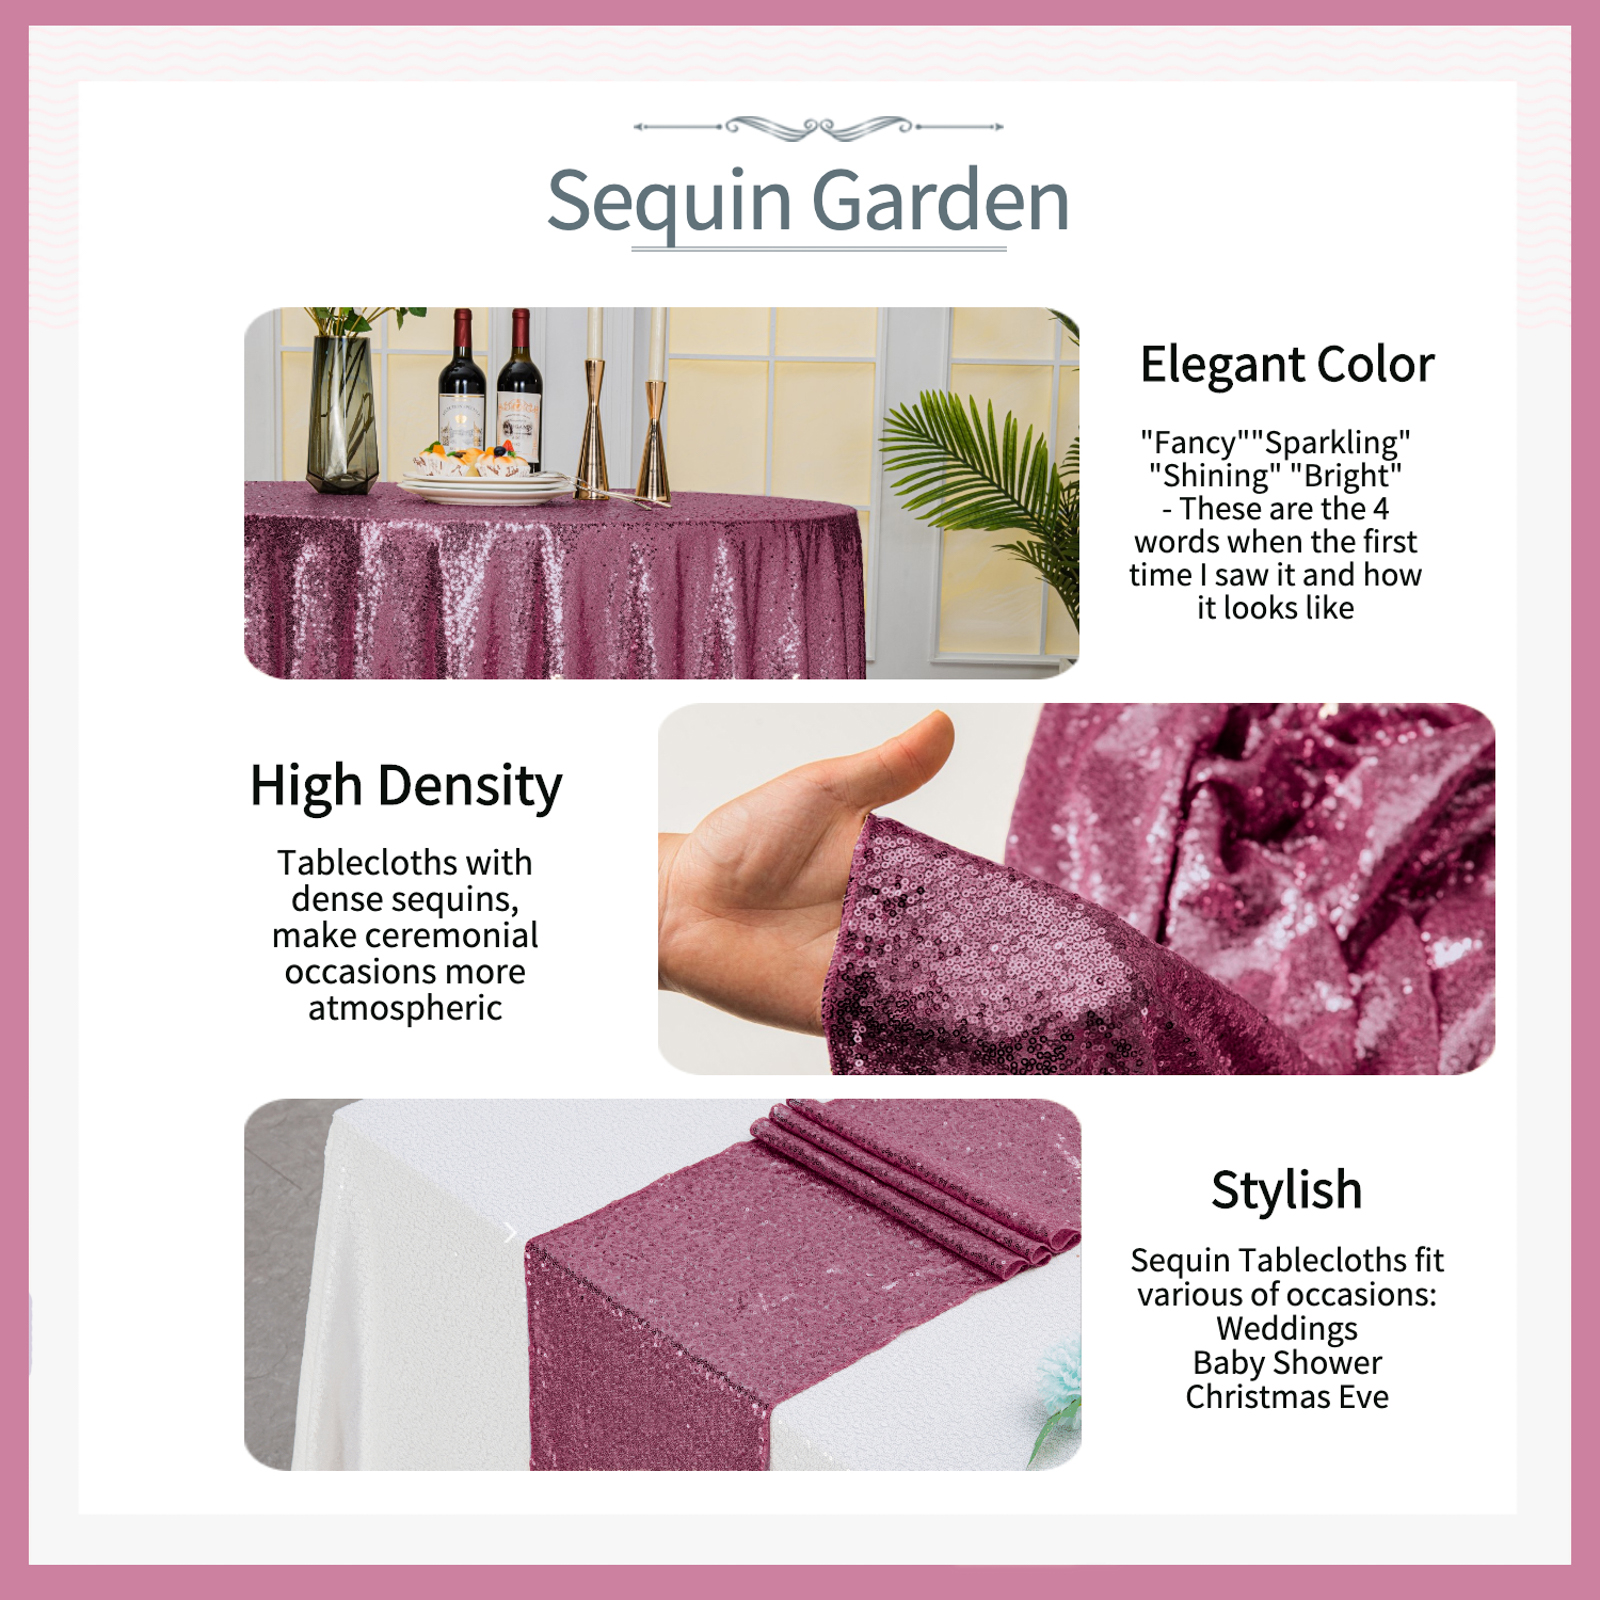 Sequin Garden
Elegant Color
"Fancy""Sparkling"
"Shining" "Bright"
- These are the 4
words when the first
time I saw it and how
it looks like
High Density
Tablecloths with
dense sequins,
make ceremonial
occasions more
atmospheric
Stylish
Sequin Tablecloths fit
various of occasions:
Weddings
Baby Shower
Christmas Eve